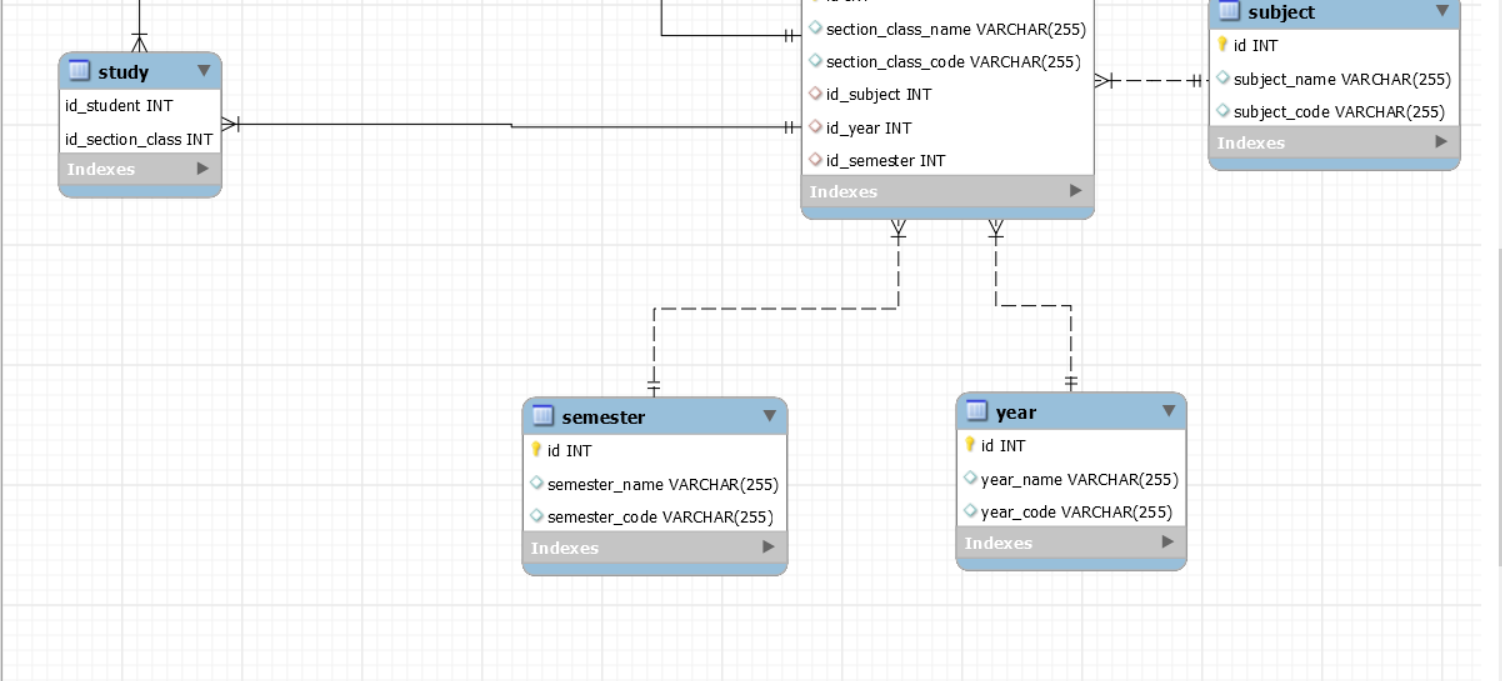 section_class_name VARCHAR(255)
section_class_code VARCHAR(255)
id_subject INT
id_year INT
id_semester INT
Indexes
subject
id INT
subject_name VARCHAR(255)
subject_code VARCHAR(255)
Indexes
study
id_student INT
id_section_class INT
Indexes
semester
id INT
semester_name VARCHAR(255)
semester_code VARCHAR(255)
Indexes
year
id INT
year_name VARCHAR(255)
year_code VARCHAR(255)
Indexes